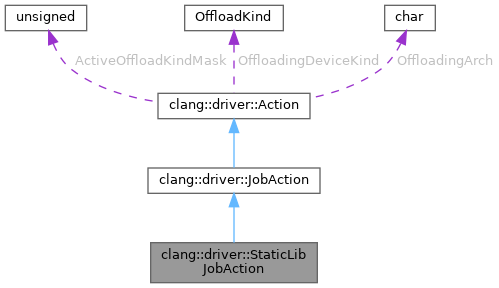 unsigned
OffloadKind
char
ActiveOffloadKindMask
OffloadingDeviceKind
OffloadingArch
clang::driver::Action
clang::driver::JobAction
clang::driver::StaticLib
JobAction